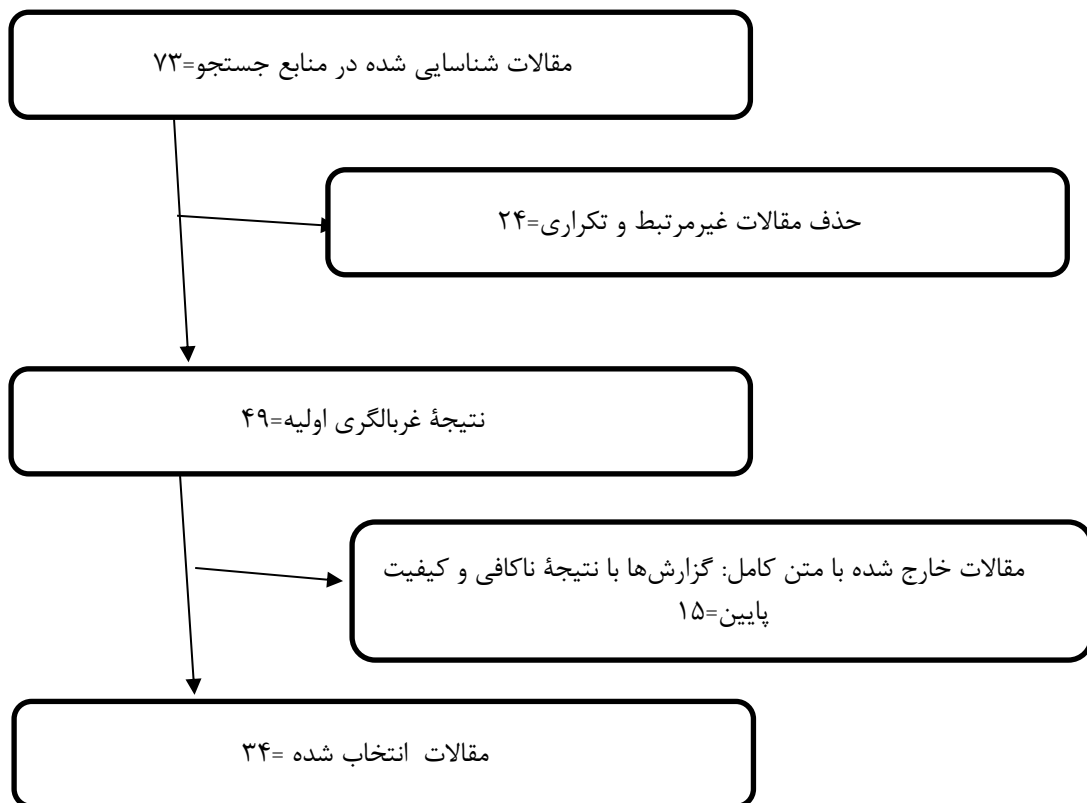 مقالات شناسایی شده در منابع جستجو=۷۳
حذف مقالات غیرمرتبط و تکراری=۲۴
نتیجهٔ غربالگری اولیه=۴۹
مقالات خارج شده با متن کامل: گزارش‌ها با نتیجهٔ ناکافی و کیفیت
پایین=۱۵
مقالات انتخاب شده =۳۴